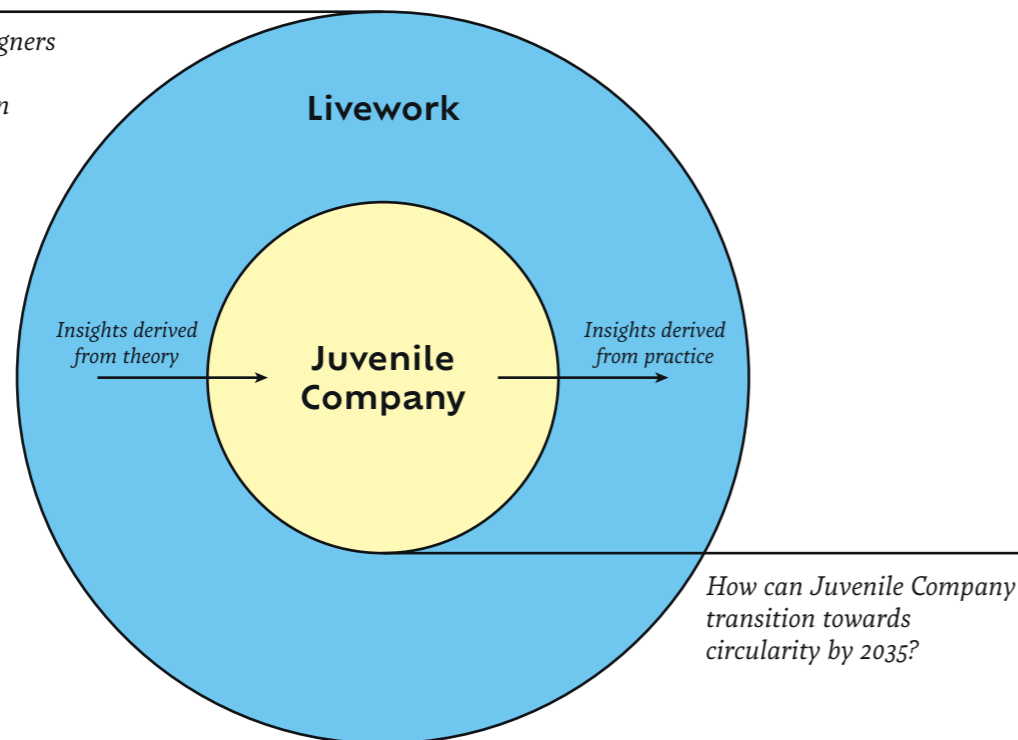 Livework
Insights derived
from theory
Juvenile
Company
Insights derived
from practice
How can Juvenile Company
transition towards
circularity by 2035?